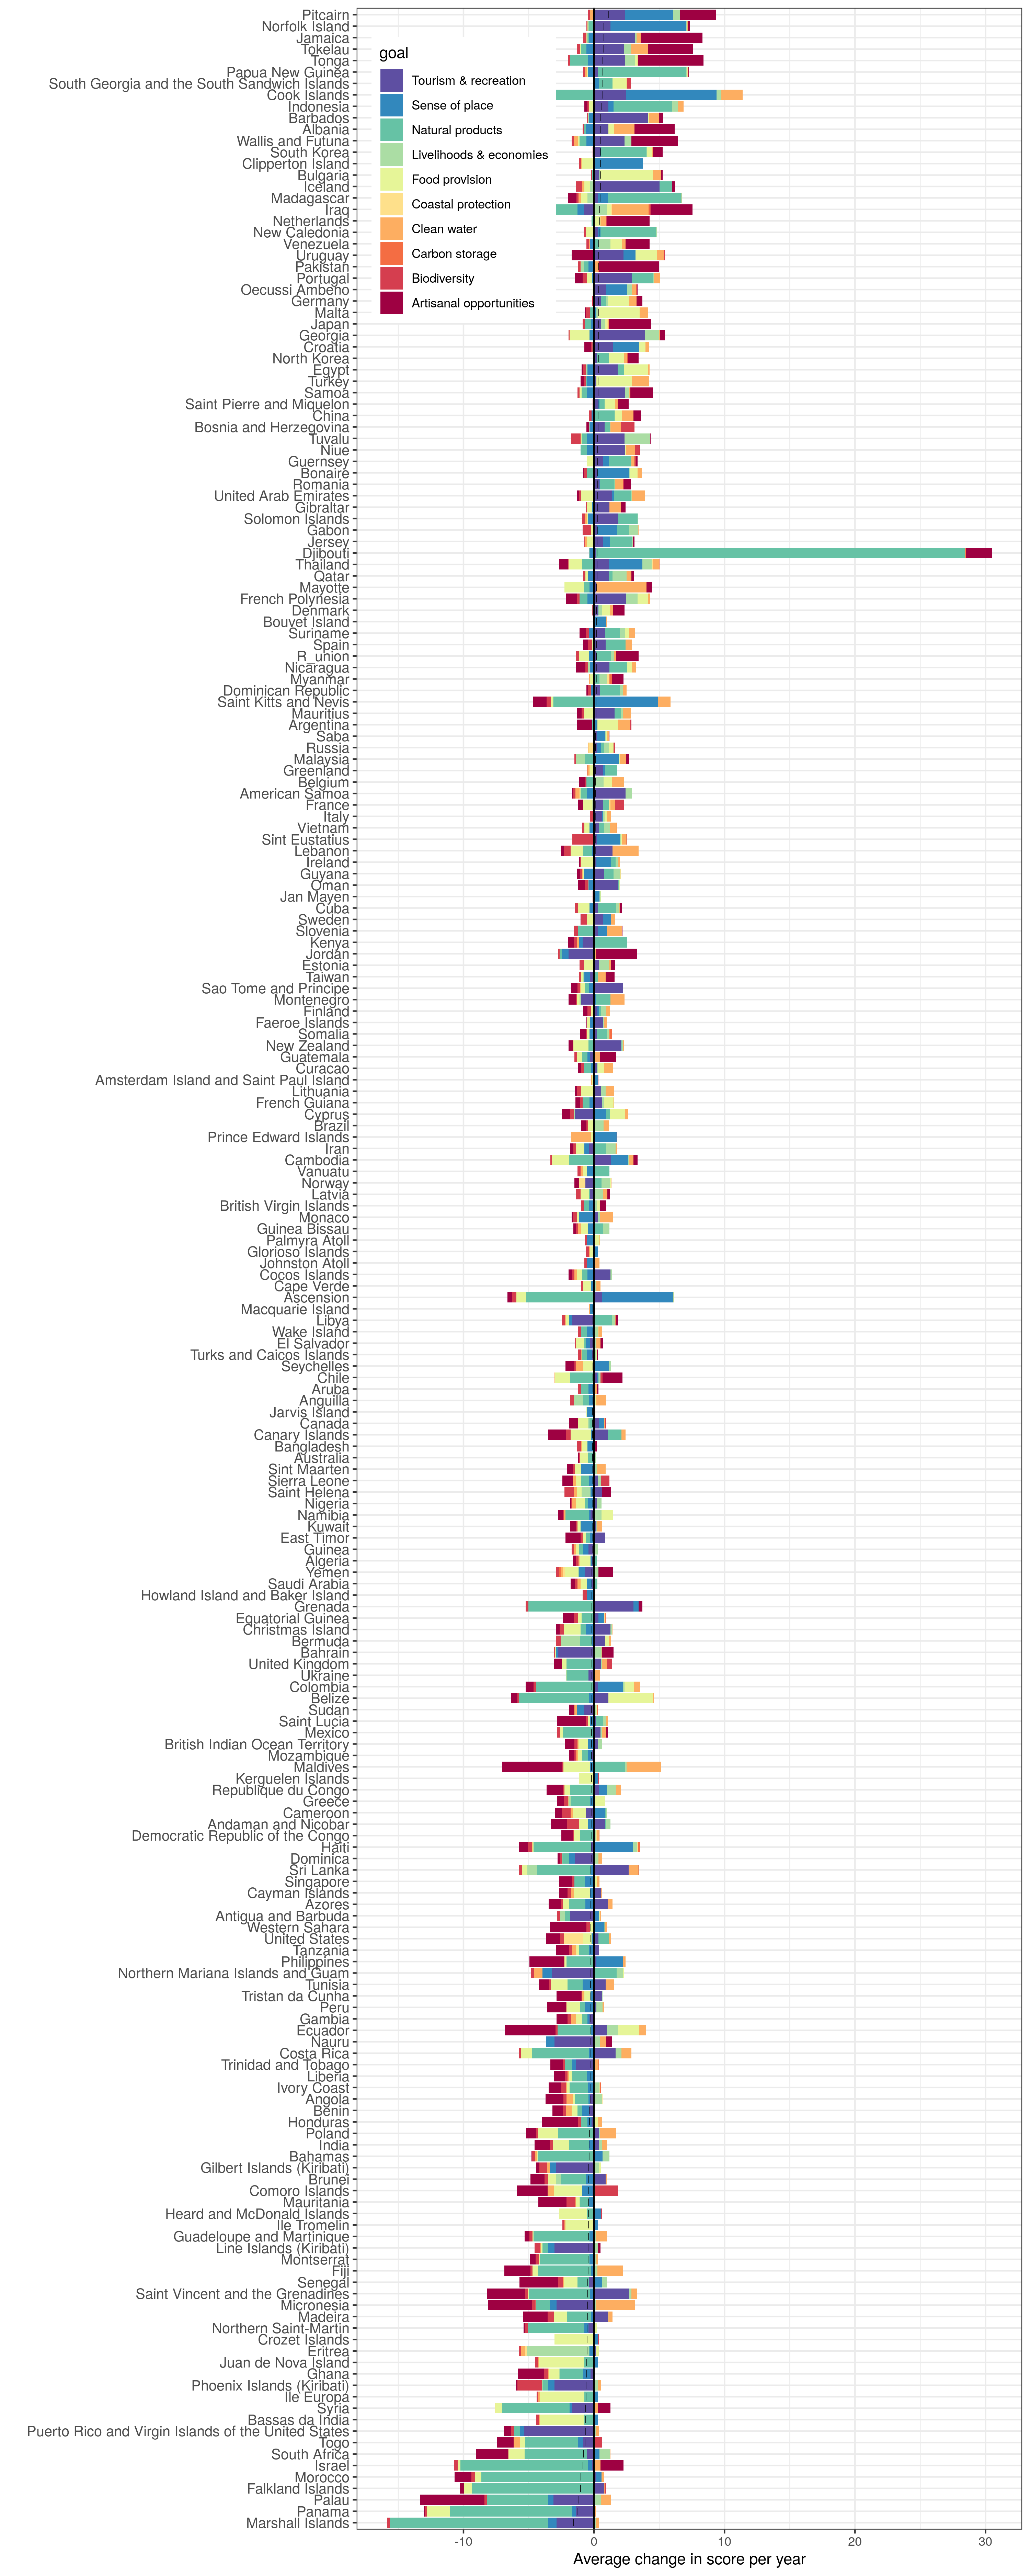 Pitcairn
Norfolk Island
Jamaica
Tokelau
Tonga
Papua New Guinea
South Georgia and the South Sandwich Islands
Cook Islands
Indonesia
Barbados
Albania
Wallis and Futuna
South Korea
Clipperton Island
Bulgaria
Iceland
Madagascar
Iraq
Netherlands
New Caledonia
Venezuela
Uruguay
Pakistan
Portugal
Oecussi Ambeno
Germany
Malta
Japan
Georgia
Croatia
North Korea
Egypt
Turkey
Samoa
Saint Pierre and Miquelon
China
Bosnia and Herzegovina
Tuvalu
Niue
Guernsey
Bonaire
Romania
United Arab Emirates
Gibraltar
Solomon Islands
Gabon
Jersey
Djibouti
Thailand
Qatar
Mayotte
French Polynesia
Denmark
Bouvet Island
Suriname
Spain
R_union
Nicaragua
Myanmar
Dominican Republic
Saint Kitts and Nevis
Mauritius
Argentina
Saba
Russia
Malaysia
Greenland
Belgium
American Samoa
France
Italy
Vietnam
Sint Eustatius
Lebanon
Ireland
Guyana
Oman
Jan Mayen
Cuba
Sweden
Slovenia
Kenya
Jordan
Estonia
Taiwan
Sao Tome and Principe
Montenegro
Finland
Faeroe Islands
Somalia
New Zealand
Guatemala
Curacao
Amsterdam Island and Saint Paul Island
Lithuania
French Guiana
Cyprus
Brazil
Prince Edward Islands
Iran
Cambodia
Vanuatu
Norway
Latvia
British Virgin Islands
Monaco
Guinea Bissau
Palmyra Atoll
Glorioso Islands
Johnston Atoll
Cocos Islands
Cape Verde
Ascension
Macquarie Island
Libya
Wake Island
El Salvador
Turks and Caicos Islands
Seychelles
Chile
Aruba
Anguilla
Jarvis Island
Canada
Canary Islands
Bangladesh
Australia
Sint Maarten
Sierra Leone
Saint Helena
Nigeria
Namibia
Kuwait
East Timor
Guinea
Algeria
Yemen
Saudi Arabia
Howland Island and Baker Island
Grenada
Equatorial Guinea
Christmas Island
Bermuda
Bahrain
United Kingdom
Ukraine
Colombia
Belize
Sudan
Saint Lucia
Mexico
British Indian Ocean Territory
Mozambique
Maldives
Kerguelen Islands
Republique du Congo
Greece
Cameroon
Andaman and Nicobar
Democratic Republic of the Congo
Haiti
Dominica
Sri Lanka
Singapore
Cayman Islands
Azores
Antigua and Barbuda
Western Sahara
United States
Tanzania
Philippines
Northern Mariana Islands and Guam
Tunisia
Tristan da Cunha
Peru
Gambia
Ecuador
Nauru
Costa Rica
Trinidad and Tobago
Liberia
Ivory Coast
Angola
Benin
Honduras
Poland
India
Bahamas
Gilbert Islands (Kiribati)
Brunei
Comoro Islands
Mauritania
Heard and McDonald Islands
Ile Tromelin
Guadeloupe and Martinique
Line Islands (Kiribati)
Montserrat
Fiji
Senegal
Saint Vincent and the Grenadines
Micronesia
Madeira
Northern Saint-Martin
Crozet Islands
Eritrea
Juan de Nova Island
Ghana
Phoenix Islands (Kiribati)
Ile Europa
Syria
Bassas da India
Puerto Rico and Virgin Islands of the United States
Togo
South Africa
Israel
Morocco
Falkland Islands
Palau
Panama
Marshall Islands
goal
Tourism & recreation
Sense of place
Natural products
Livelihoods & economies
Food provision
Coastal protection
Clean water
Carbon storage
Biodiversity
Artisanal opportunities
-10 0 10 20 30
Average change in score per year